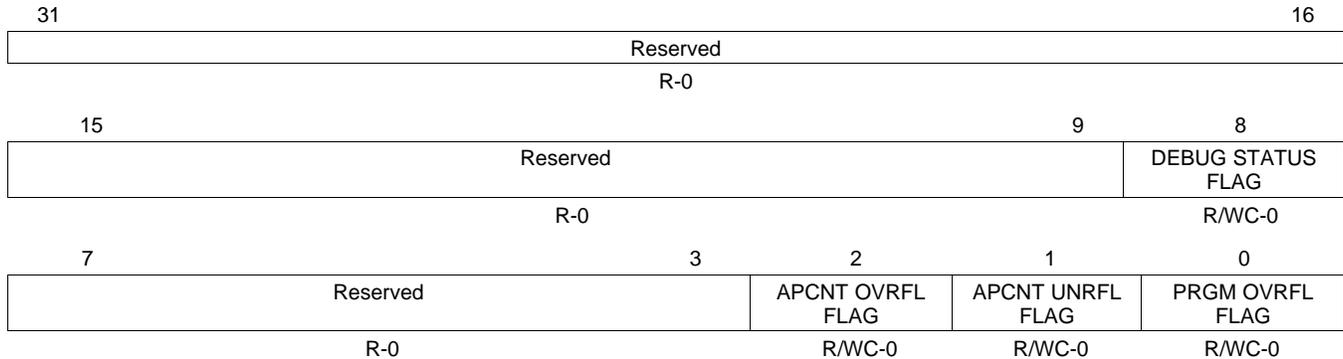 31 16
Reserved
R-0
15 9 8
Reserved DEBUG STATUS
FLAG
R-0 R/WC-0
7 3 2 1 0
Reserved APCNT OVRFL APCNT UNRFL PRGM OVRFL
FLAG FLAG FLAG
R-0 R/WC-0 R/WC-0 R/WC-0